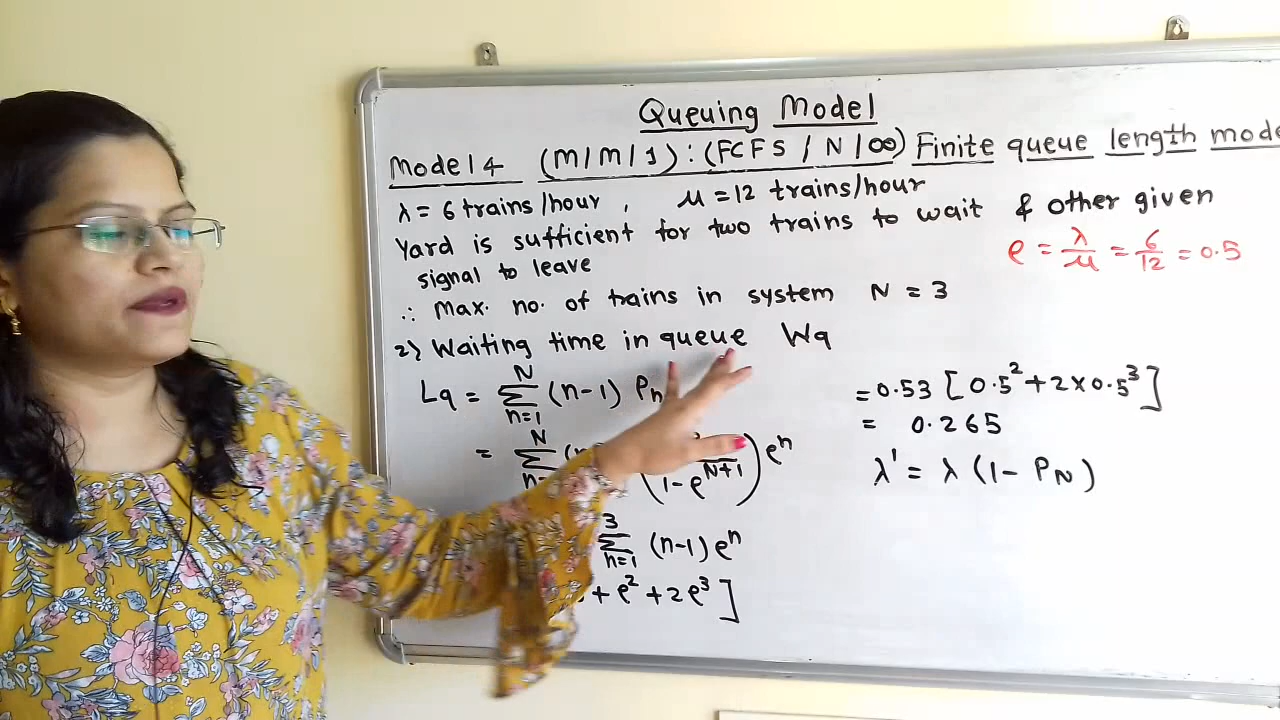 Queuing Model
Model 4 (M/M/1) : (FCFS / N / ∞) Finite queue length mode
λ = 6 trains/hour , μ = 12 trains/hour
Yard is sufficient for two trains to wait & other given
signal to leave
ρ = λ/μ = 6/12 = 0.5
∴ Max. no. of trains in system N = 3
2) Waiting time in queue Wq
Lq = Σ n=1 N (n-1) Pn
= Σ N (1-ρ^N+1) ρ^n
Σ n=1 3 (n-1) ρ^n
+ ρ² + 2ρ³ ]
= 0.53 [ 0.5² + 2×0.5³ ]
= 0.265
λ' = λ (1 - PN)